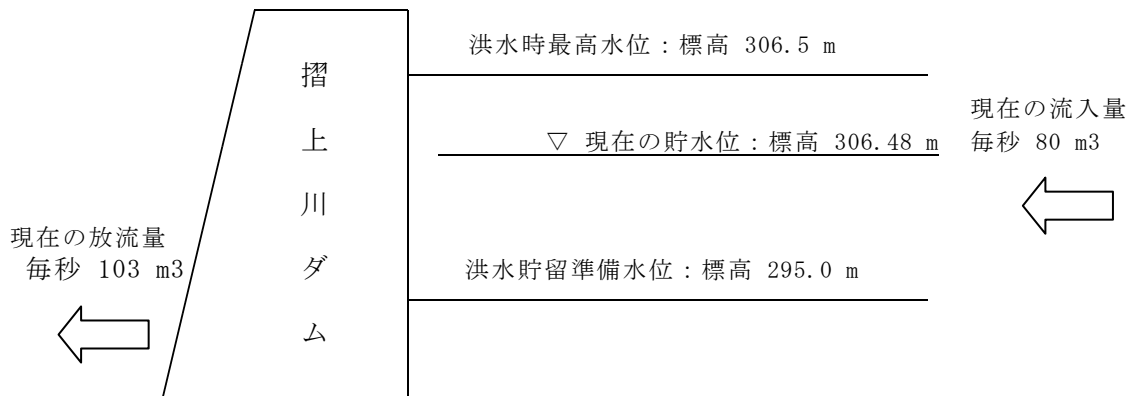 洪水時最高水位：標高 306.5 m
現在の流入量
毎秒 80 m3
▽ 現在の貯水位：標高 306.48 m
摺上川ダム
現在の放流量
毎秒 103 m3
洪水貯留準備水位：標高 295.0 m